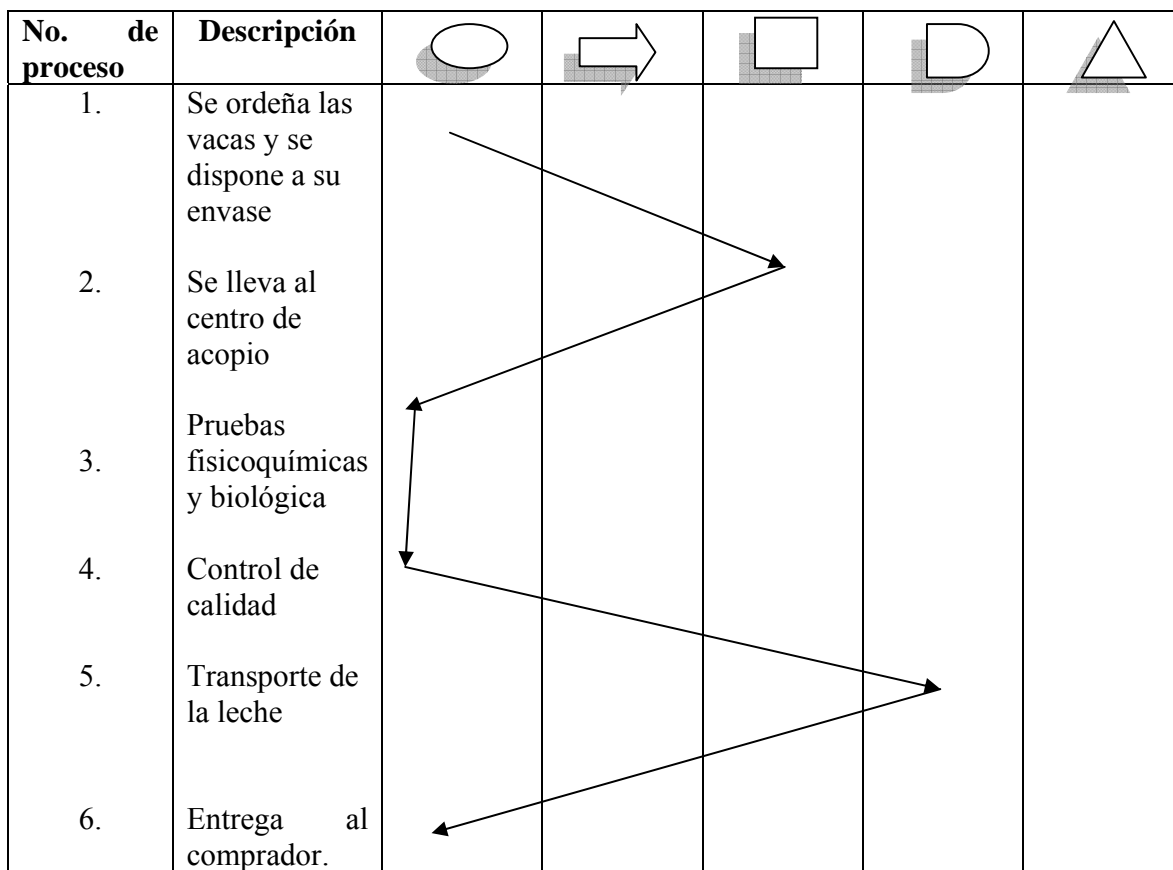 No. de proceso
Descripción
1.
Se ordeña las
vacas y se
dispone a su
envase
2.
Se lleva al
centro de
acopio
3.
Pruebas
fisicoquímicas
y biológica
4.
Control de
calidad
5.
Transporte de
la leche
6.
Entrega al
comprador.